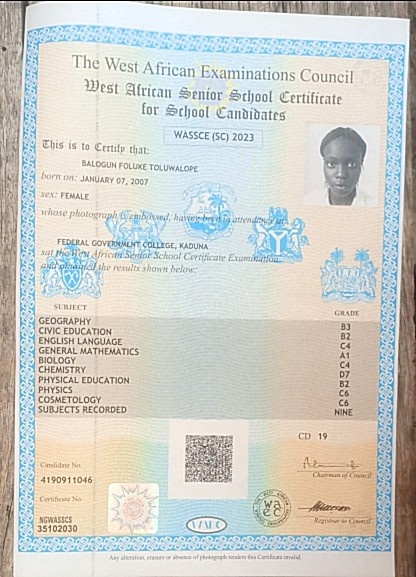 The West African Examinations Council
West African Senior School Certificate
for School Candidates
WASSCE (SC) 2023
This is to Certify that:
BALOGUN FOLUKE TOLUWALOPE
born on: JANUARY 07, 2007
sex: FEMALE
whose photograph is embossed, having been in attendance at:
FEDERAL GOVERNMENT COLLEGE, KADUNA
sat the West African Senior School Certificate Examination
and obtained the results shown below:
SUBJECT GRADE
GEOGRAPHY B3
CIVIC EDUCATION B2
ENGLISH LANGUAGE C4
GENERAL MATHEMATICS A1
BIOLOGY C4
CHEMISTRY D7
PHYSICAL EDUCATION B2
PHYSICS C6
COSMETOLOGY C6
SUBJECTS RECORDED NINE
CD 19
Candidate No.
4190911046
Chairman of Council
Certificate No.
NGWASSCS
35102030
Registrar to Council
Any alteration, erasure or absence of photograph renders this Certificate invalid.